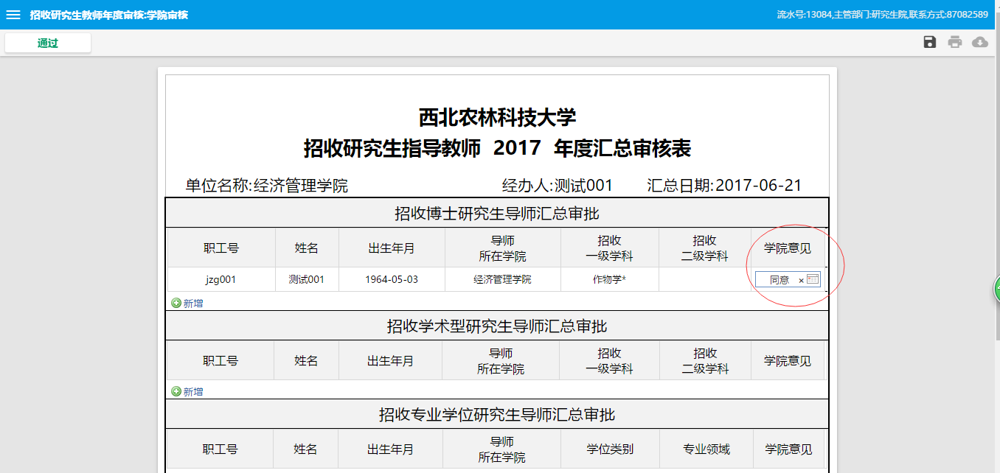 招收研究生教师年度审核:学院审核
流水号:13084,主管部门:研究生院,联系方式:87082589
通过
西北农林科技大学
招收研究生指导教师 2017 年度汇总审核表
单位名称:经济管理学院 经办人:测试001 汇总日期:2017-06-21
招收博士研究生导师汇总审批
职工号 姓名 出生年月 导师所在学院 招收一级学科 招收二级学科 学院意见
jzg001 测试001 1964-05-03 经济管理学院 作物学* 同意 ×
新增
招收学术型研究生导师汇总审批
职工号 姓名 出生年月 导师所在学院 招收一级学科 招收二级学科 学院意见
新增
招收专业学位研究生导师汇总审批
职工号 姓名 出生年月 导师所在学院 学位类别 专业领域 学院意见